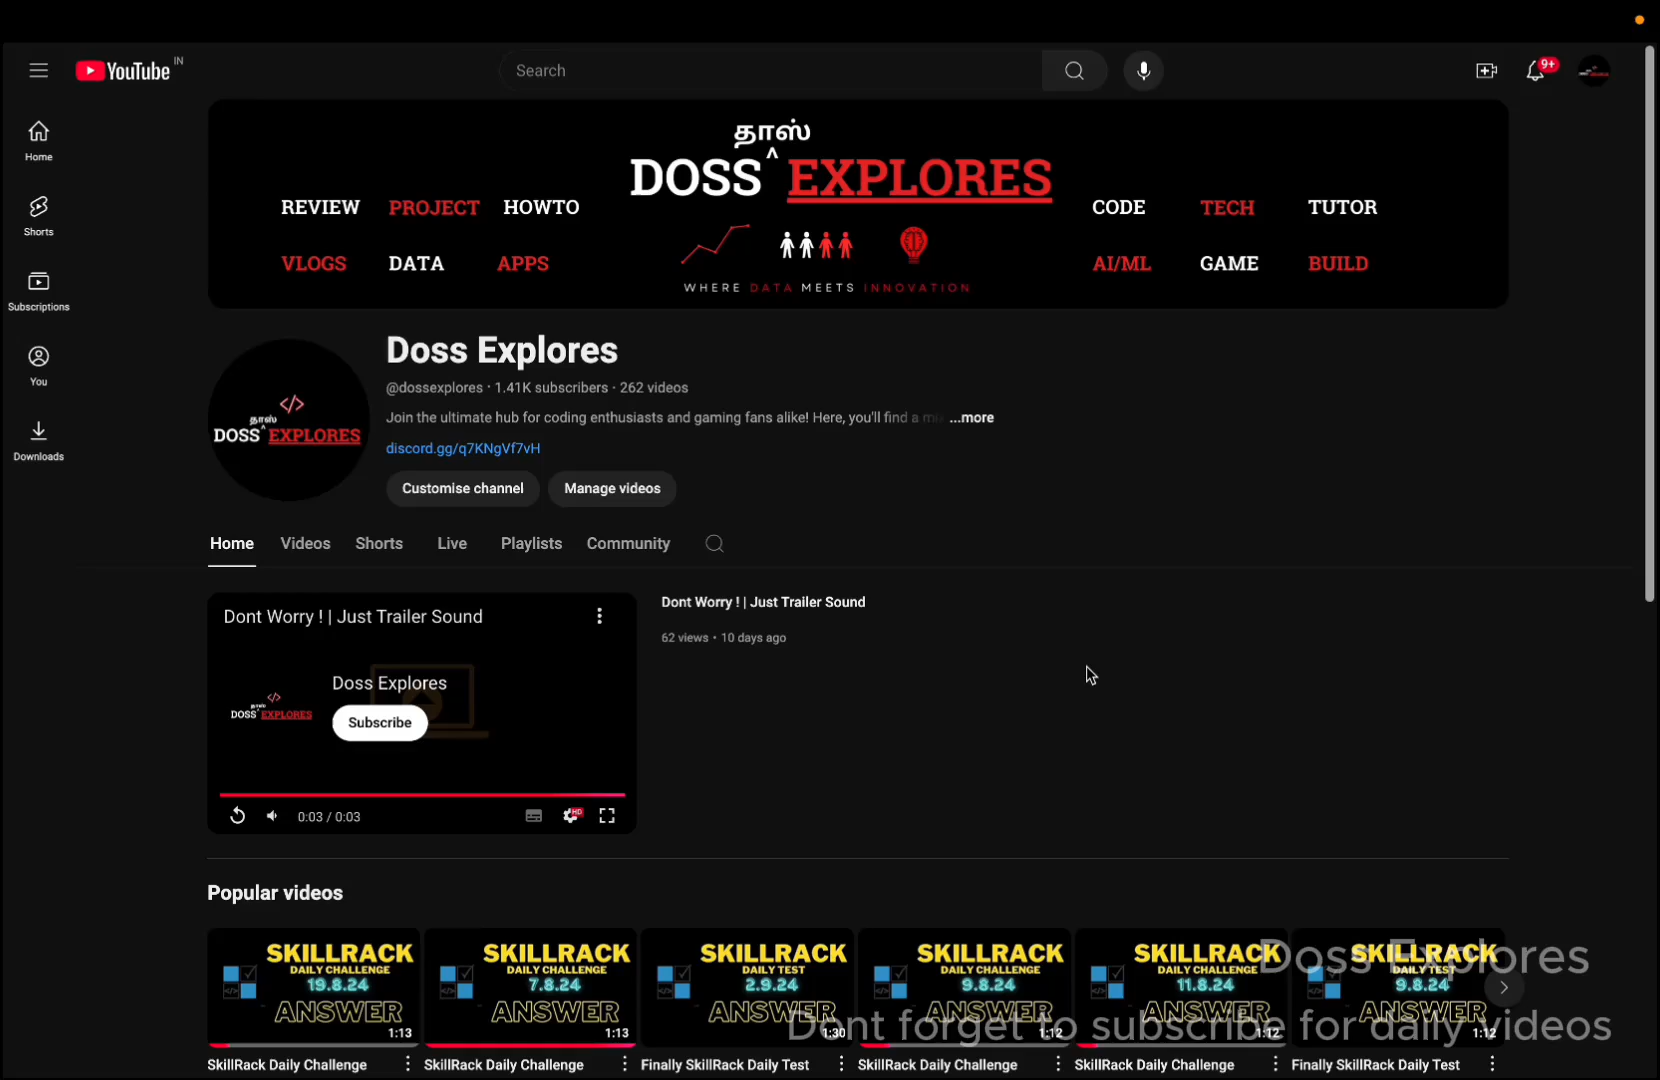 YouTube IN
Search
9+
Home
Shorts
Subscriptions
You
Downloads
தாஸ்
DOSS ^ EXPLORES
REVIEW PROJECT HOWTO
CODE TECH TUTOR
VLOGS DATA APPS
AI/ML GAME BUILD
WHERE DATA MEETS INNOVATION
</>
தாஸ்
DOSS ^ EXPLORES
Doss Explores
@dossexplores · 1.41K subscribers · 262 videos
Join the ultimate hub for coding enthusiasts and gaming fans alike! Here, you'll find a ...more
discord.gg/q7KNgVf7vH
Customise channel Manage videos
Home Videos Shorts Live Playlists Community
Dont Worry ! | Just Trailer Sound
Doss Explores
</>
DOSS EXPLORES
Subscribe
0:03 / 0:03
HD
Dont Worry ! | Just Trailer Sound
62 views · 10 days ago
Popular videos
SKILLRACK
DAILY CHALLENGE
19.8.24
ANSWER
1:13
SkillRack Daily Challenge
SKILLRACK
DAILY CHALLENGE
7.8.24
ANSWER
1:13
SkillRack Daily Challenge
SKILLRACK
DAILY TEST
2.9.24
ANSWER
1:30
Finally SkillRack Daily Test
SKILLRACK
DAILY CHALLENGE
9.8.24
ANSWER
1:12
SkillRack Daily Challenge
SKILLRACK
DAILY CHALLENGE
11.8.24
ANSWER
1:12
SkillRack Daily Challenge
SKILLRACK
DAILY TEST
9.8.24
ANSWER
1:12
Finally SkillRack Daily Test
Doss Explores
Dont forget to subscribe for daily videos